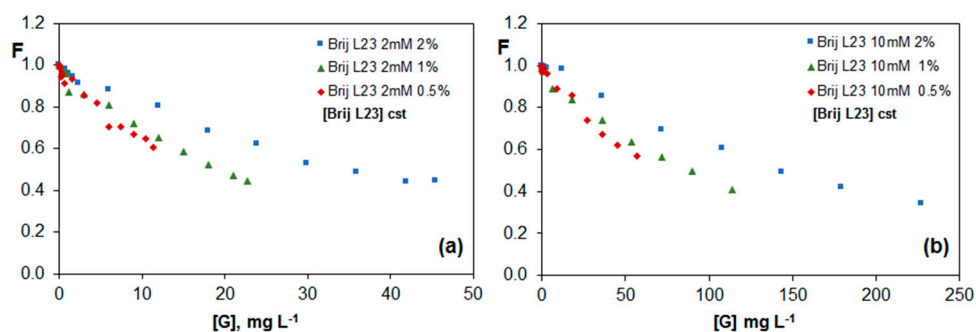 1.2
F
1.0
0.8
0.6
0.4
0.2
0.0
Brij L23 2mM 2%
Brij L23 2mM 1%
Brij L23 2mM 0.5%
[Brij L23] cst
(a)
0 10 20 30 40 50
[G], mg L-1
1.2
F
1.0
0.8
0.6
0.4
0.2
0.0
Brij L23 10mM 2%
Brij L23 10mM 1%
Brij L23 10mM 0.5%
[Brij L23] cst
(b)
0 50 100 150 200 250
[G], mg L-1